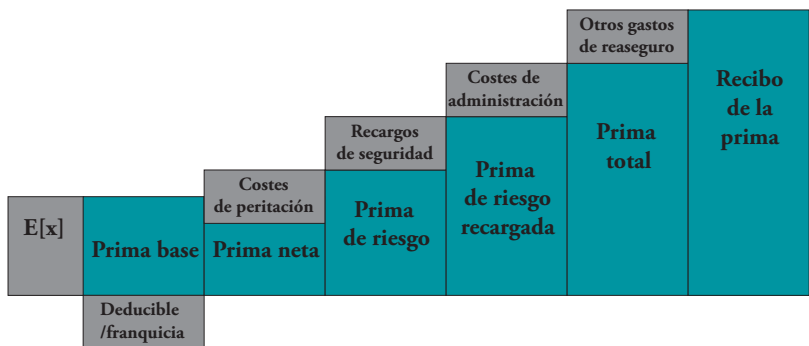 E[x]
Prima base
Deducible
/franquicia
Costes
de peritación
Prima neta
Recargos
de seguridad
Prima
de riesgo
Costes de
administración
Prima
de riesgo
recargada
Otros gastos
de reaseguro
Prima
total
Recibo
de la
prima